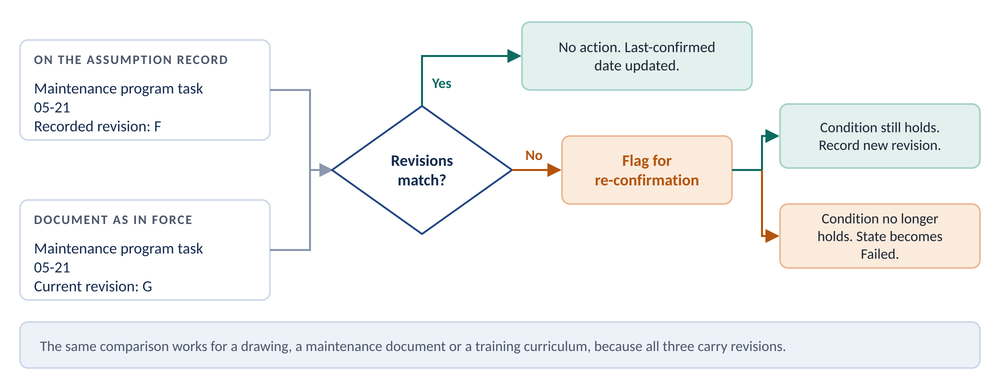 ON THE ASSUMPTION RECORD
Maintenance program task
05-21
Recorded revision: F
DOCUMENT AS IN FORCE
Maintenance program task
05-21
Current revision: G
Revisions
match?
Yes
No action. Last-confirmed
date updated.
No
Flag for
re-confirmation
Condition still holds.
Record new revision.
Condition no longer
holds. State becomes
Failed.
The same comparison works for a drawing, a maintenance document or a training curriculum, because all three carry revisions.